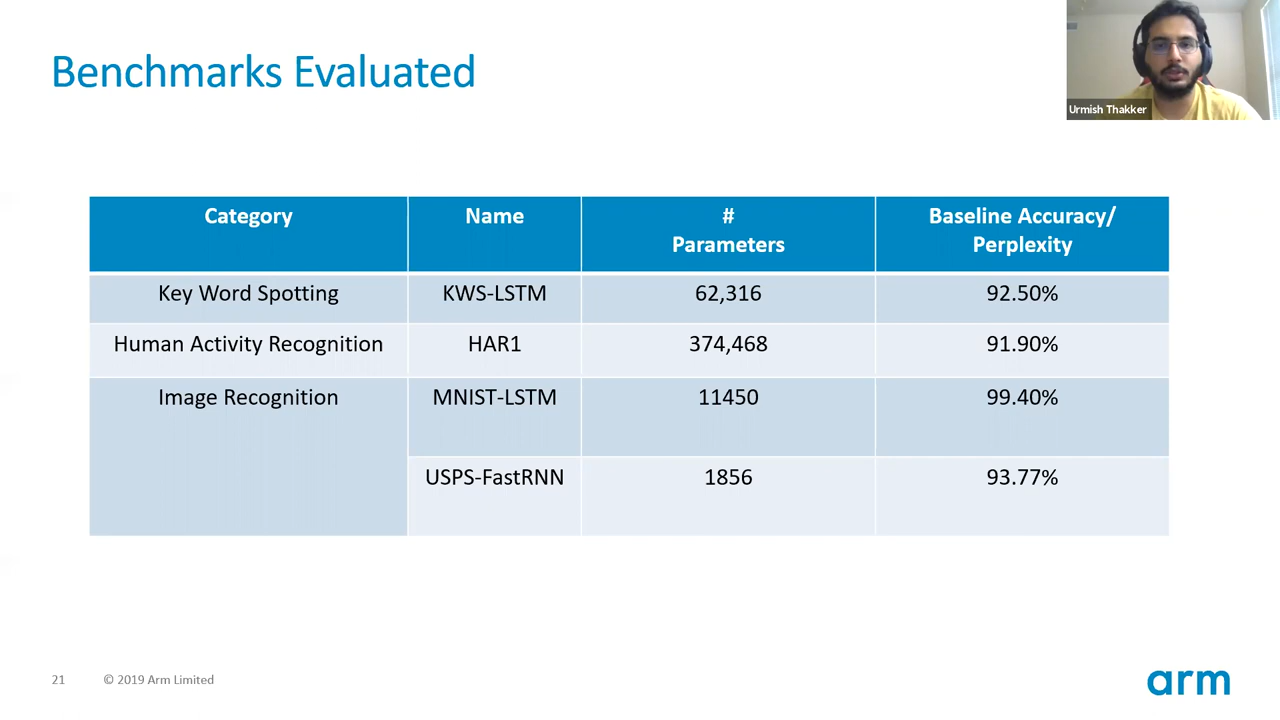 Benchmarks Evaluated
Urmish Thakker
Category Name # Parameters Baseline Accuracy/ Perplexity
Key Word Spotting KWS-LSTM 62,316 92.50%
Human Activity Recognition HAR1 374,468 91.90%
Image Recognition MNIST-LSTM 11450 99.40%
USPS-FastRNN 1856 93.77%
21 © 2019 Arm Limited
arm